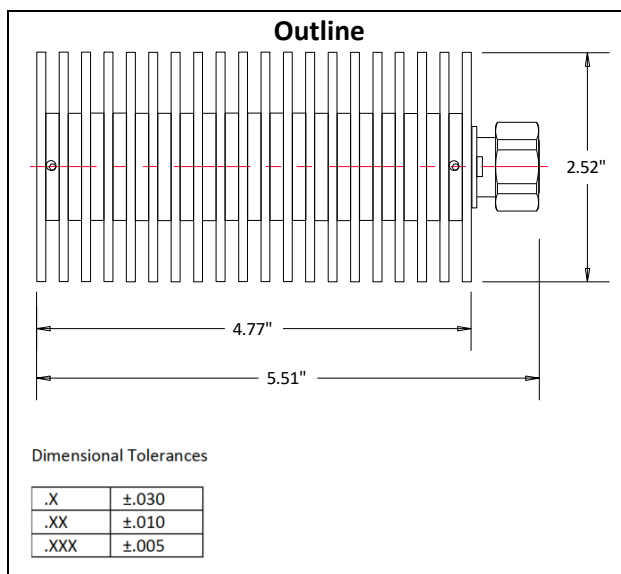 Outline
2.52"
4.77"
5.51"
Dimensional Tolerances
.X ±.030
.XX ±.010
.XXX ±.005